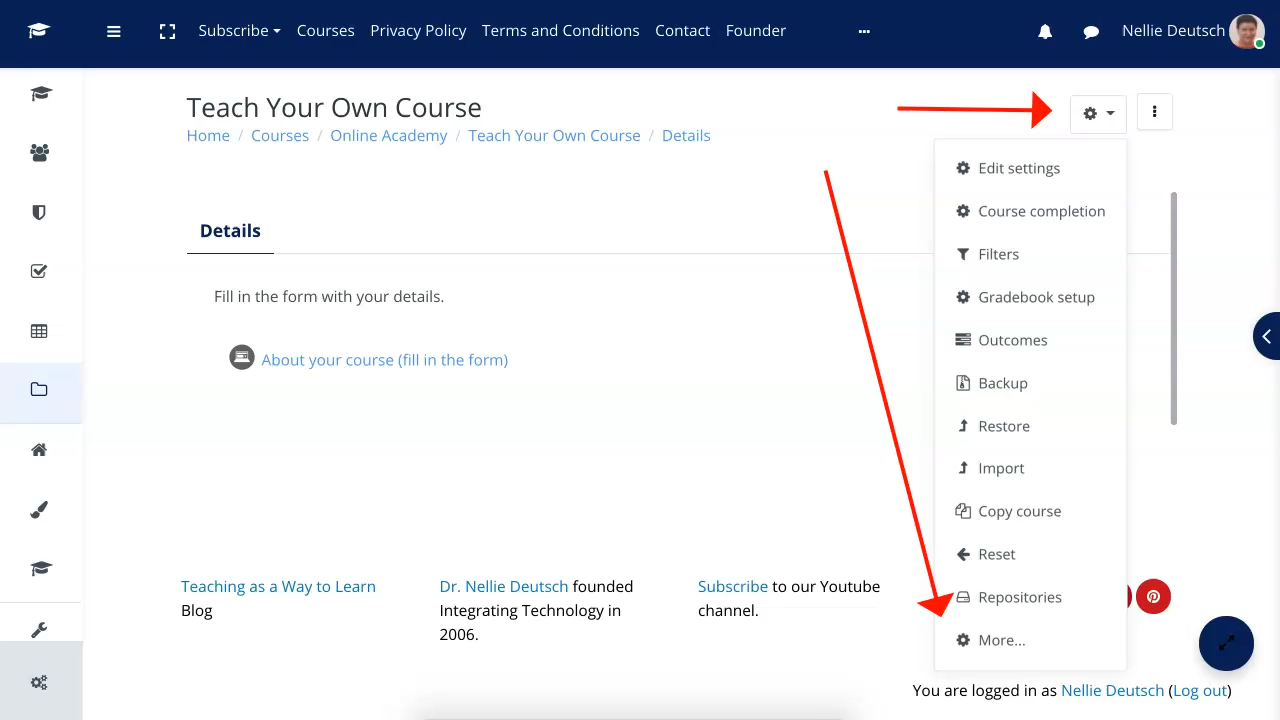 Subscribe Courses Privacy Policy Terms and Conditions Contact Founder ... Nellie Deutsch
Teach Your Own Course
Home / Courses / Online Academy / Teach Your Own Course / Details
Edit settings
Course completion
Filters
Gradebook setup
Outcomes
Backup
Restore
Import
Copy course
Reset
Repositories
More...
Details
Fill in the form with your details.
About your course (fill in the form)
Teaching as a Way to Learn
Blog
Dr. Nellie Deutsch founded
Integrating Technology in
2006.
Subscribe to our Youtube
channel.
You are logged in as Nellie Deutsch (Log out)